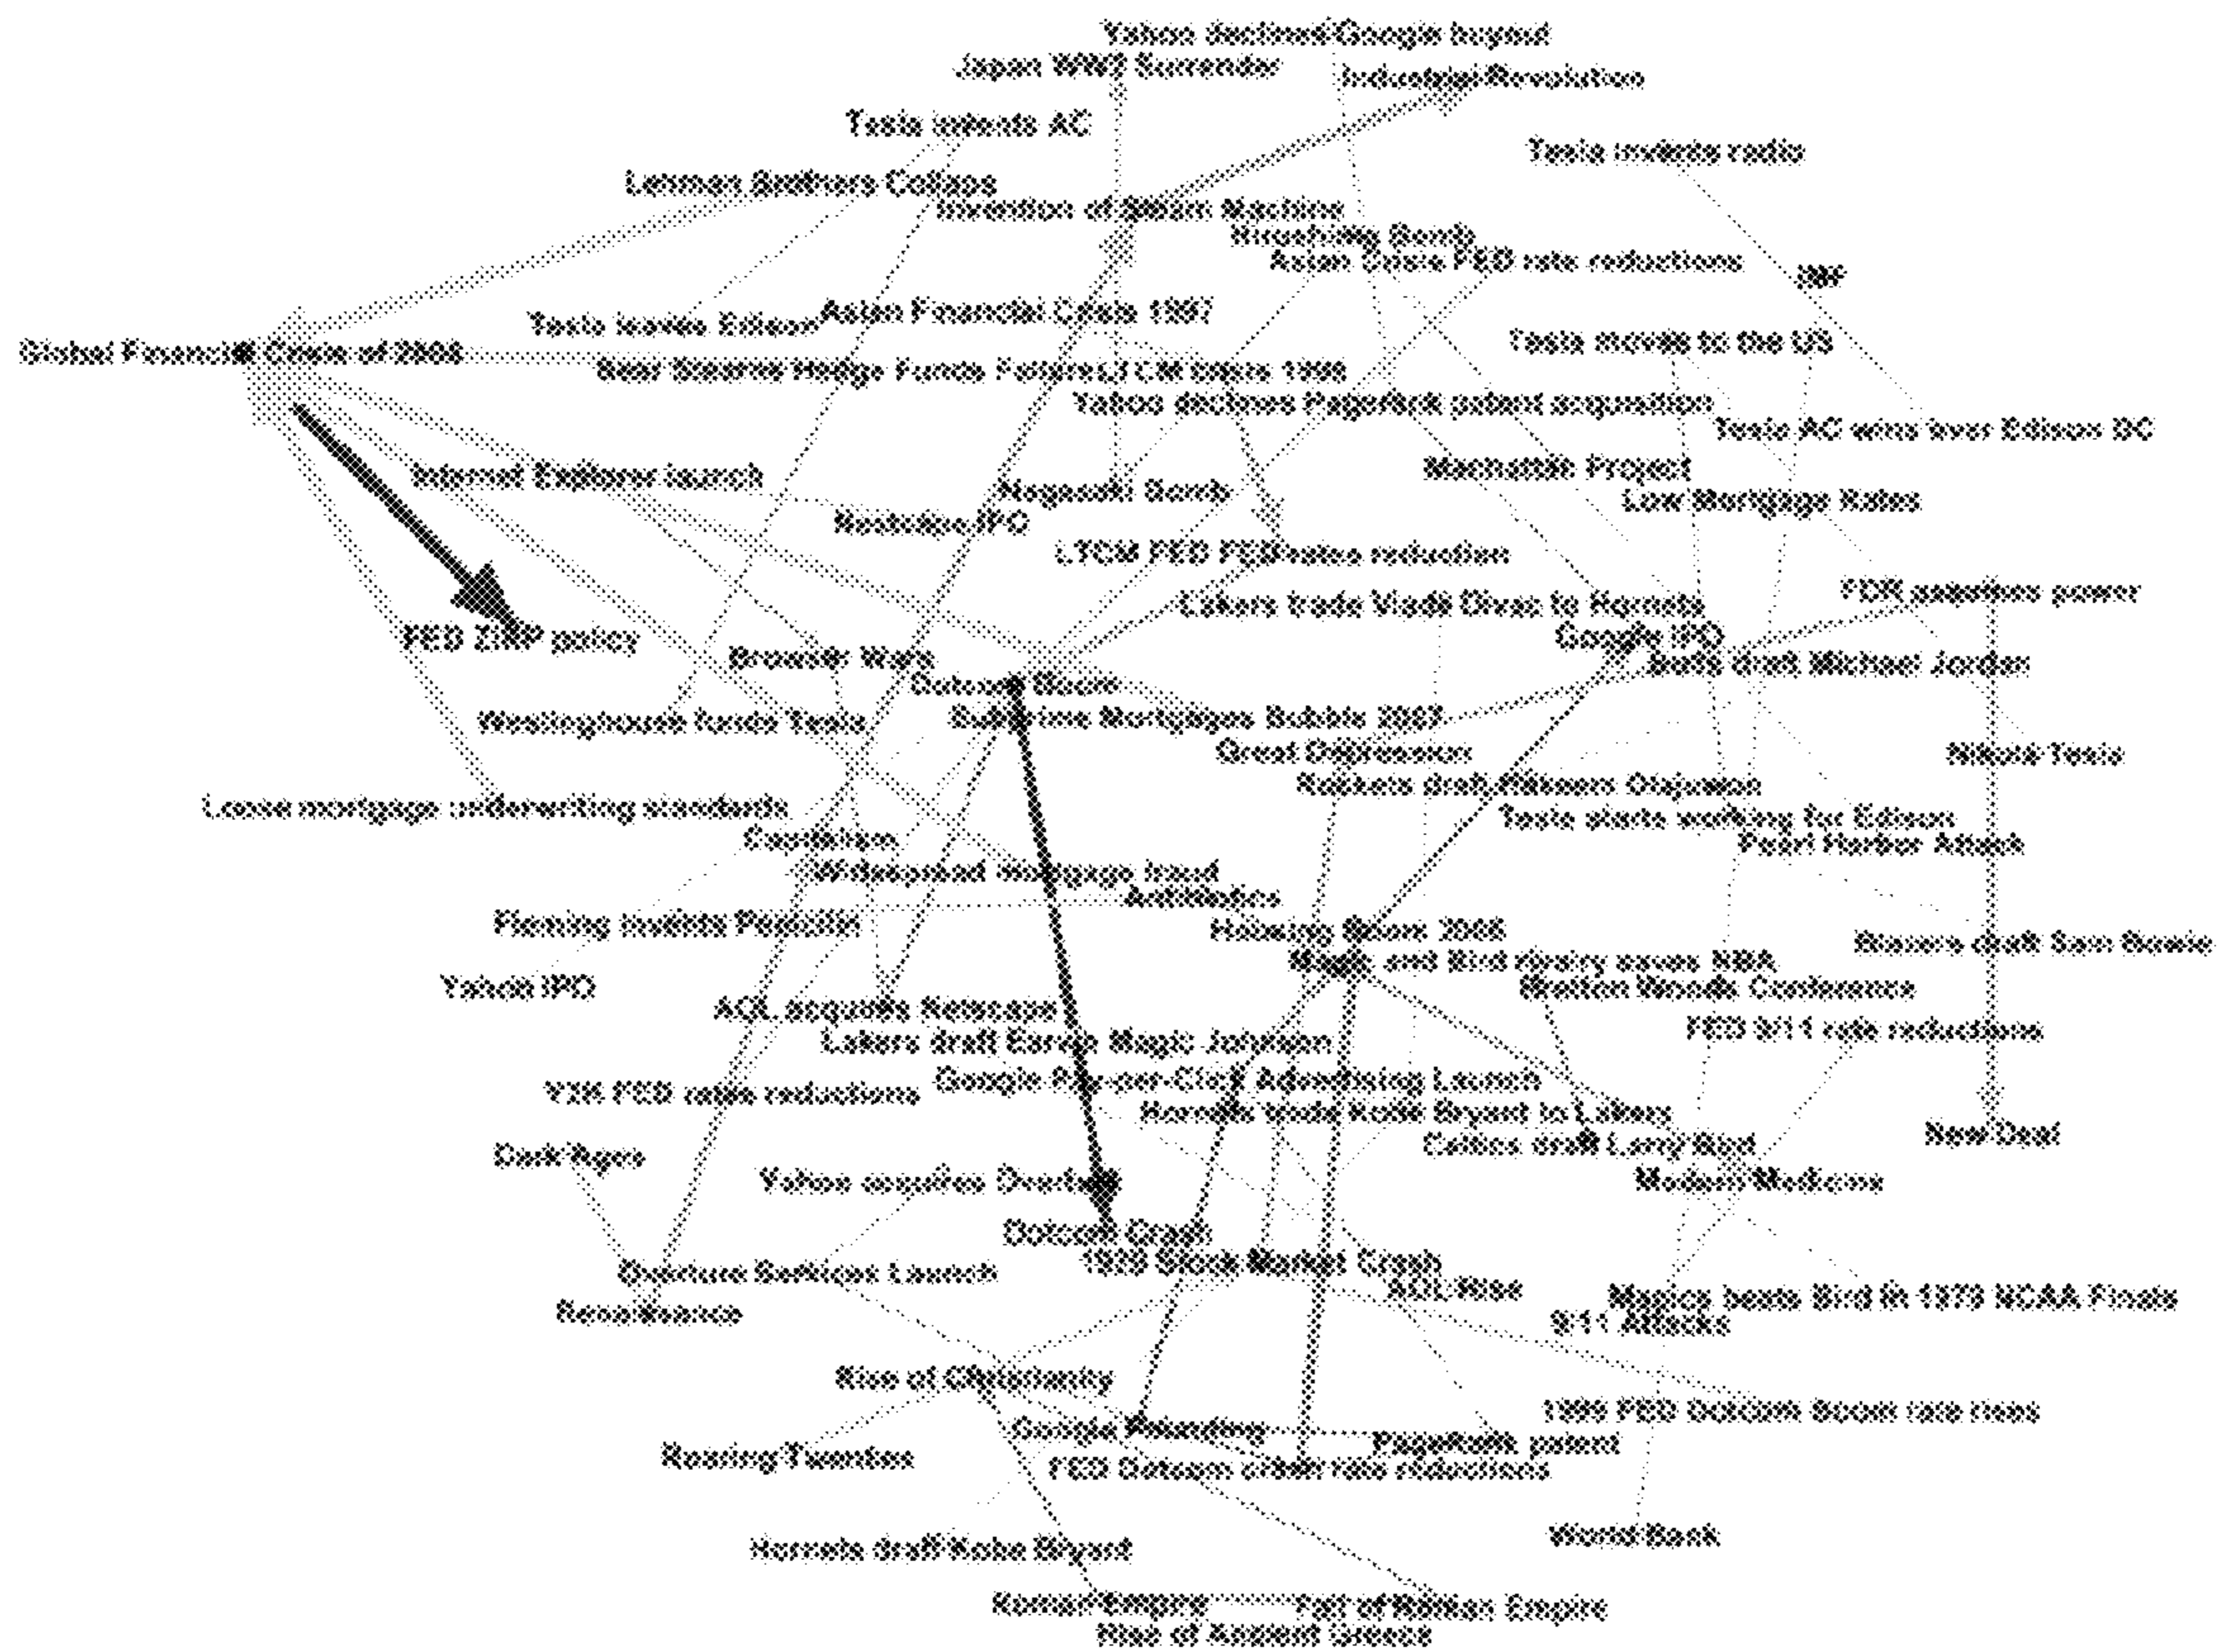 Yahoo declined Google buyout
Japan WW2 Surrender
Industrial Revolution
Tesla invents AC
Tesla invents radio
Lehman Brothers Collaps
Invention of Steam Machine
Hiroshima Bomb
Asian Crisis FED rate reductions
IMF
Asian Financial Crisis 1997
Tesla leaves Edison
Tesla moves to the US
Global Financial Crisis of 2008
Bear Stearns Hedge Funds Failure
LTCM crisis 1998
Yahoo declines PageRank patent acquisition
Tesla AC wins over Edison DC
Manhattan Project
Internet Explorer launch
Nagasaki Bomb
Low Mortgage Rates
Netscape IPO
LTCM FED FED rates reduction
FDR assumes power
Lakers trade Vlade Divac to Hornets
Google IPO
FED ZIRP policy
Browser Wars
Bulls draft Michael Jordan
Dotcom Boom
Subprime Mortgages Bubble 2007
Westinghouse funds Tesla
Great Depression
Nikola Tesla
Rockets draft Hakeem Olajuwon
Loose mortgage underwriting standards
Tesla starts working for Edison
Pearl Harbor Attack
Widespread mortgage fraud
Antibiotics
Fleming invents Penicillin
Housing Boom 2005
Blazers draft Sam Bowie
Magic and Bird rivalry saves NBA
Yahoo IPO
Bretton Woods Conference
AOL acquires Netscape
FED 9/11 rate reductions
Lakers draft Earvin Magic Johnson
Google Pay-per-Click Advertising Launch
Y2K FED rates reductions
Hornets trade Kobe Bryant to Lakers
New Deal
Celtics draft Larry Bird
Dark Ages
Yahoo acquires Overture
Modern Medicine
Dotcom Crash
1929 Stock Market Crash
Overture Services Launch
AOL Rise
Magics beats Bird in 1979 NCAA Finals
Renaissance
9/11 Attacks
Rise of Christianity
1999 FED Dotcom Boom rate rises
Google Founding
PageRank patent
Roaring Twenties
FED Dotcom crash rate reductions
World Bank
Hornets draft Kobe Bryant
Roman Empire
Fall of Roman Empire
Rise of Ancient Greece